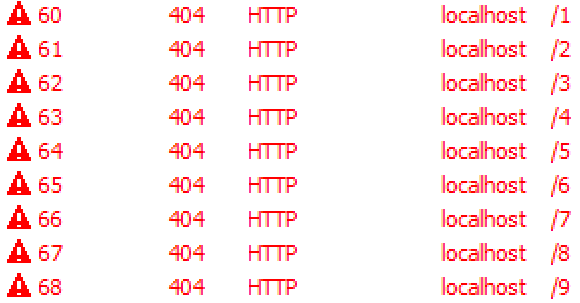 60 404 HTTP localhost /1
61 404 HTTP localhost /2
62 404 HTTP localhost /3
63 404 HTTP localhost /4
64 404 HTTP localhost /5
65 404 HTTP localhost /6
66 404 HTTP localhost /7
67 404 HTTP localhost /8
68 404 HTTP localhost /9